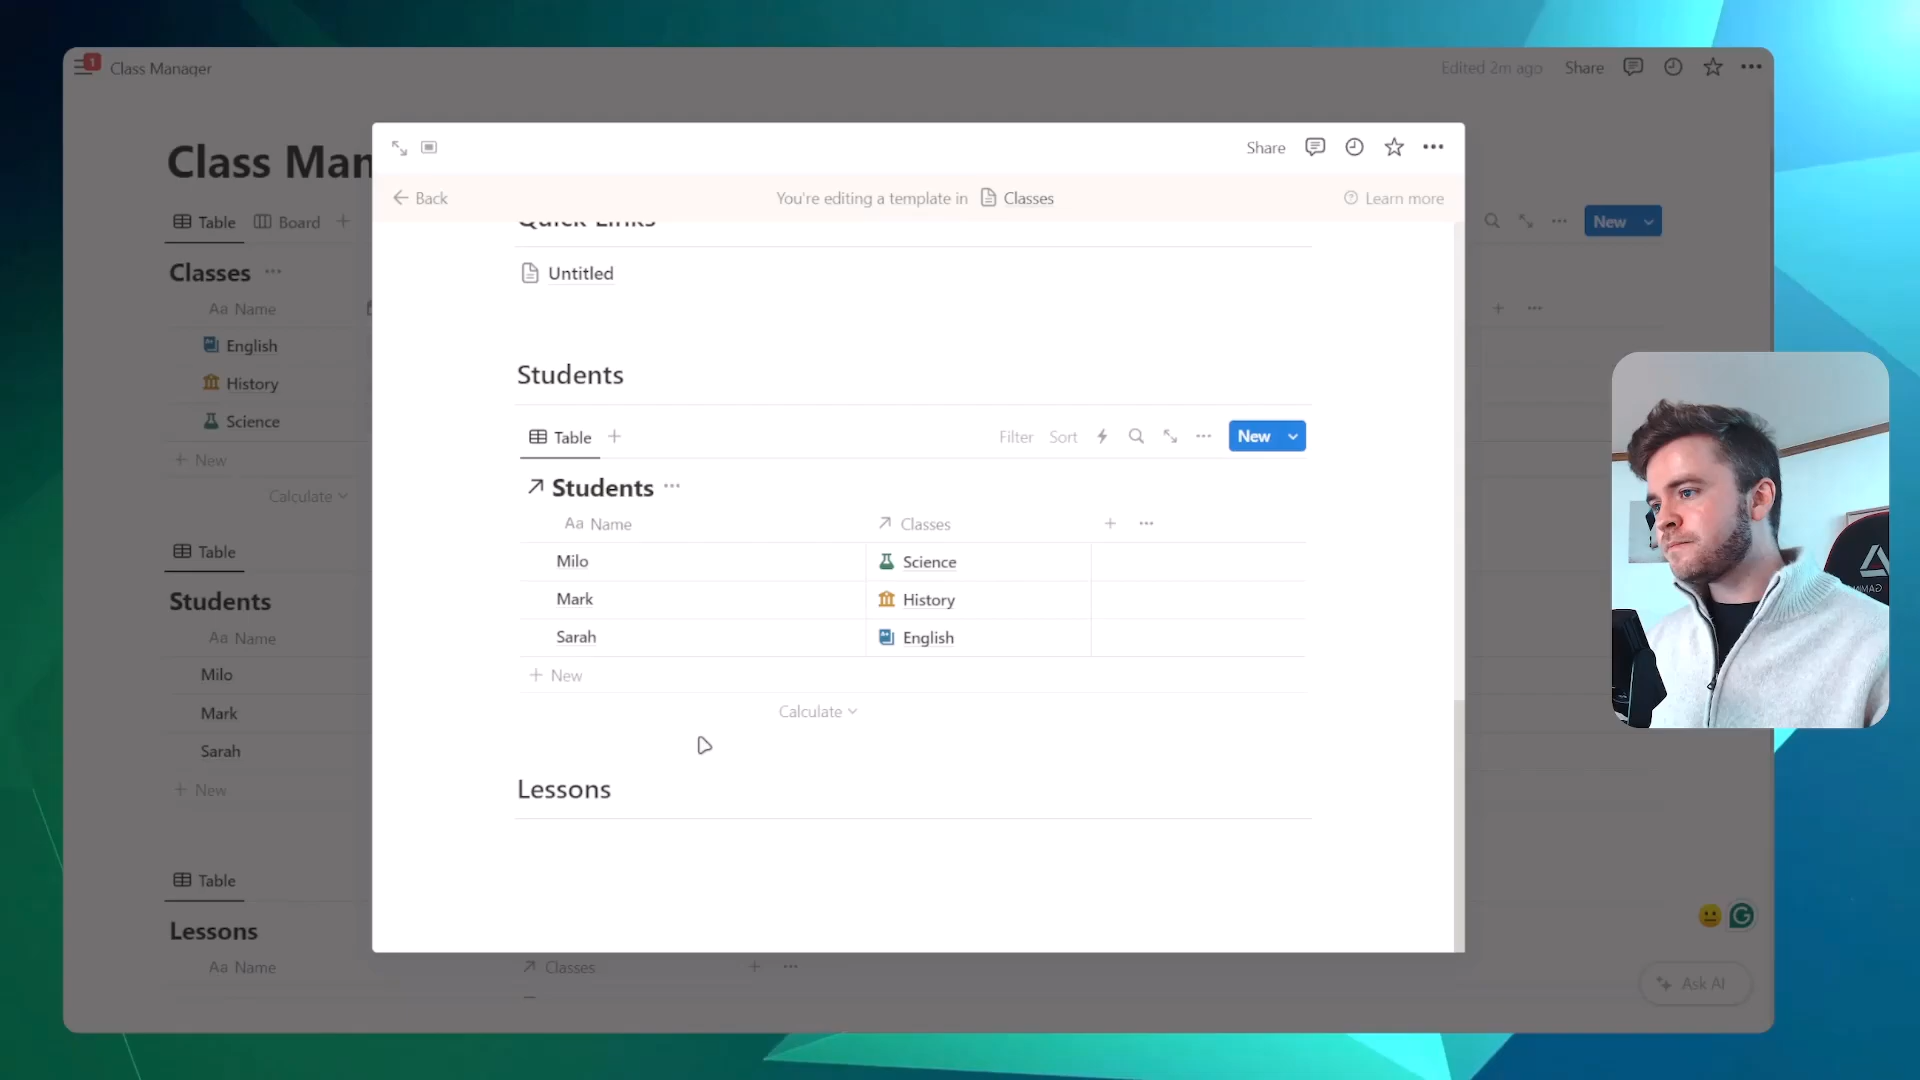 1
Class Manager
Edited 2m ago
Share
Class Man
Table
Board
New
Classes
Aa Name
English
History
Science
New
Calculate
Table
Students
Aa Name
Milo
Mark
Sarah
New
Table
Lessons
Aa Name
Classes
Share
Back
You're editing a template in
Classes
Learn more
Quick Links
Untitled
Students
Table
Filter
Sort
New
Students
Aa Name
Classes
Milo
Science
Mark
History
Sarah
English
New
Calculate
Lessons
Ask AI